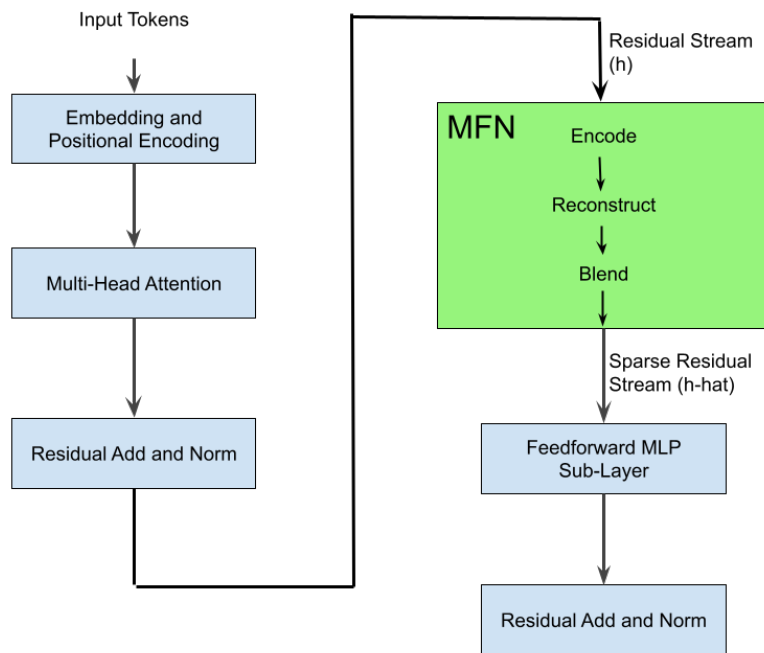 Input Tokens
Embedding and
Positional Encoding
Multi-Head Attention
Residual Add and Norm
Residual Stream
(h)
MFN
Encode
Reconstruct
Blend
Sparse Residual
Stream (h-hat)
Feedforward MLP
Sub-Layer
Residual Add and Norm